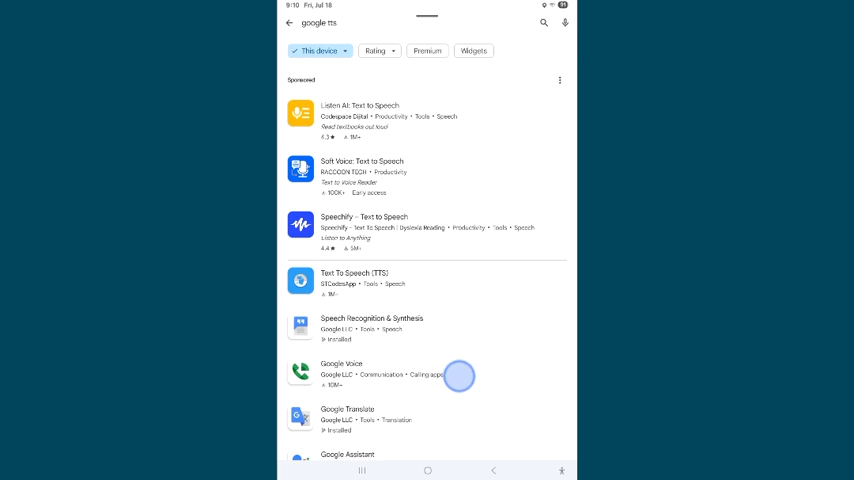 9:10 Fri, Jul 18
91
google tts
This device
Rating
Premium
Widgets
Sponsored
Listen AI: Text to Speech
Codespace Dijital • Productivity • Tools • Speech
Read textbooks out loud
4.3★ 1M+
Soft Voice: Text to Speech
RACCOON TECH • Productivity
Text to Voice Reader
100K+ Early access
Speechify – Text to Speech
Speechify - Text To Speech | Dyslexia Reading • Productivity • Tools • Speech
Listen to Anything
4.4★ 5M+
Text To Speech (TTS)
STCodesApp • Tools • Speech
1M+
Speech Recognition & Synthesis
Google LLC • Tools • Speech
Installed
Google Voice
Google LLC • Communication • Calling apps
10M+
Google Translate
Google LLC • Tools • Translation
Installed
Google Assistant